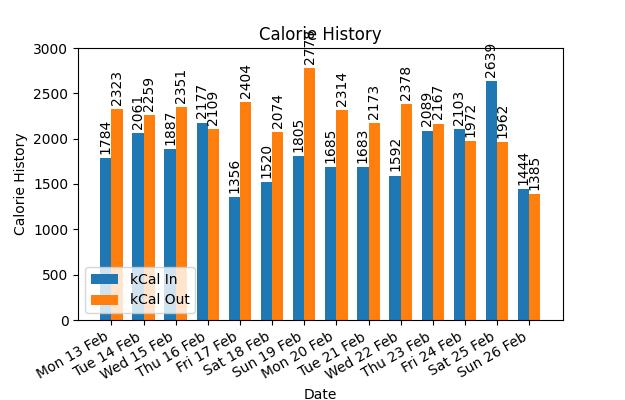 Calorie History
3000
2500
2000
1500
1000
500
0
Calorie History
1784
2323
2061
2259
1887
2351
2177
2109
1356
2404
1520
2074
1805
1685
2314
1683
2173
1592
2378
2089
2167
2103
1972
2639
1962
1444
1385
kCal In
kCal Out
Mon 13 Feb
Tue 14 Feb
Wed 15 Feb
Thu 16 Feb
Fri 17 Feb
Sat 18 Feb
Sun 19 Feb
Mon 20 Feb
Tue 21 Feb
Wed 22 Feb
Thu 23 Feb
Fri 24 Feb
Sat 25 Feb
Sun 26 Feb
Date